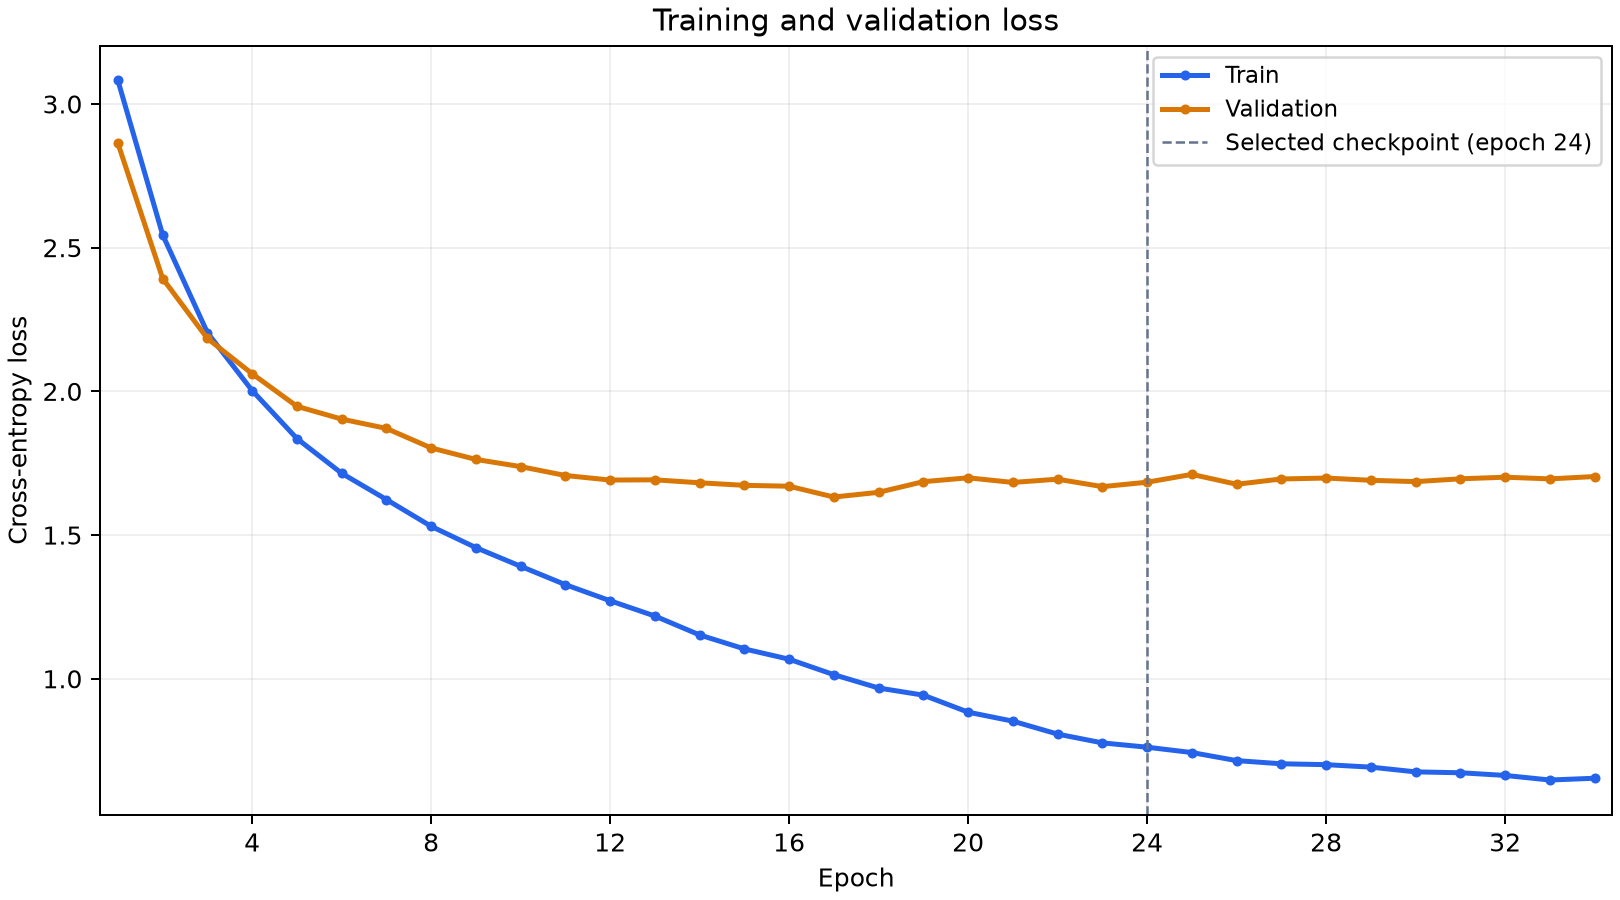 Training and validation loss
Train
Validation
Selected checkpoint (epoch 24)
Cross-entropy loss
3.0
2.5
2.0
1.5
1.0
4 8 12 16 20 24 28 32
Epoch